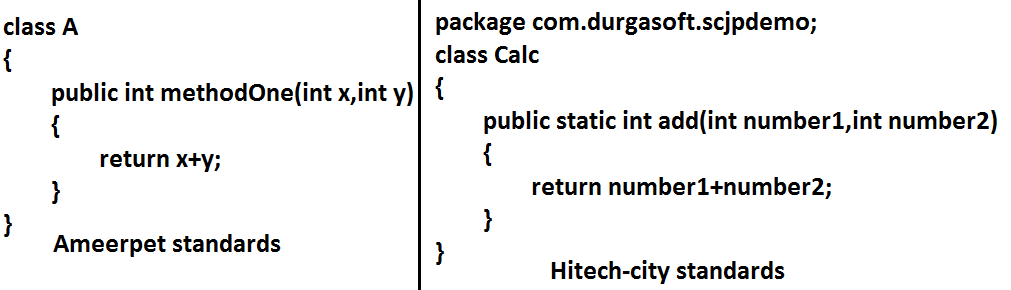 class A
{
public int methodOne(int x,int y)
{
return x+y;
}
}
Ameerpet standards
package com.durgasoft.scjpdemo;
class Calc
{
public static int add(int number1,int number2)
{
return number1+number2;
}
}
Hitech-city standards